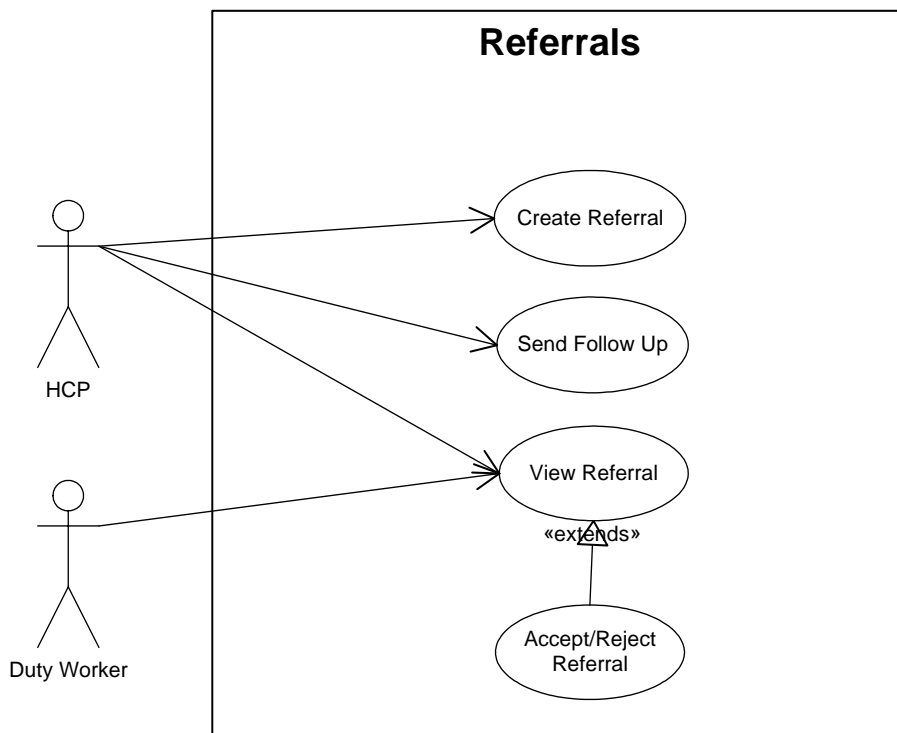 Referrals
Create Referral
Send Follow Up
HCP
View Referral
«extends»
Accept/Reject
Referral
Duty Worker